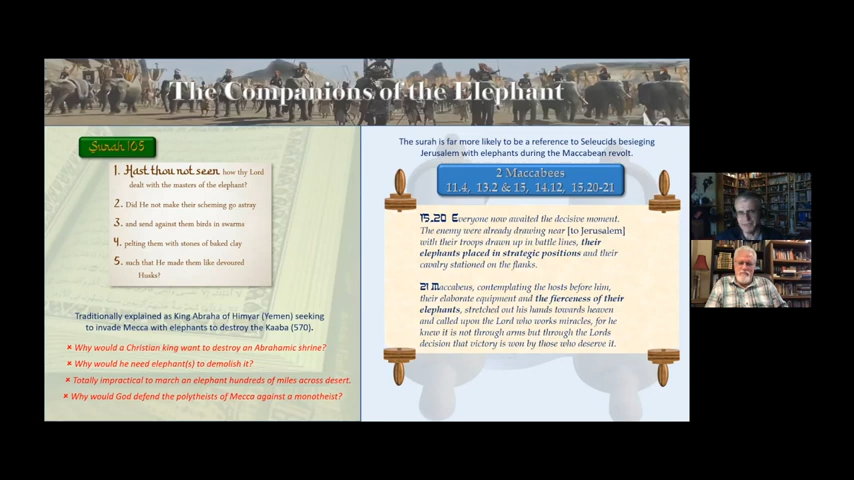 The Companions of the Elephant
Surah 105
1. Hast thou not seen how thy Lord
dealt with the masters of the elephant?
2. Did He not make their scheming go astray
3. and send against them birds in swarms
4. pelting them with stones of baked clay
5. such that He made them like devoured
Husks?
Traditionally explained as King Abraha of Himyar (Yemen) seeking
to invade Mecca with elephants to destroy the Kaaba (570).
× Why would a Christian king want to destroy an Abrahamic shrine?
× Why would he need elephant(s) to demolish it?
× Totally impractical to march an elephant hundreds of miles across desert.
× Why would God defend the polytheists of Mecca against a monotheist?
The surah is far more likely to be a reference to Seleucids besieging
Jerusalem with elephants during the Maccabean revolt.
2 Maccabees
11.4, 13.2 & 15, 14.12, 15.20-21
15.20 Everyone now awaited the decisive moment.
The enemy were already drawing near [to Jerusalem]
with their troops drawn up in battle lines, their
elephants placed in strategic positions and their
cavalry stationed on the flanks.
21 Maccabeus, contemplating the hosts before him,
their elaborate equipment and the fierceness of their
elephants, stretched out his hands towards heaven
and called upon the Lord who works miracles, for he
knew it is not through arms but through the Lords
decision that victory is won by those who deserve it.